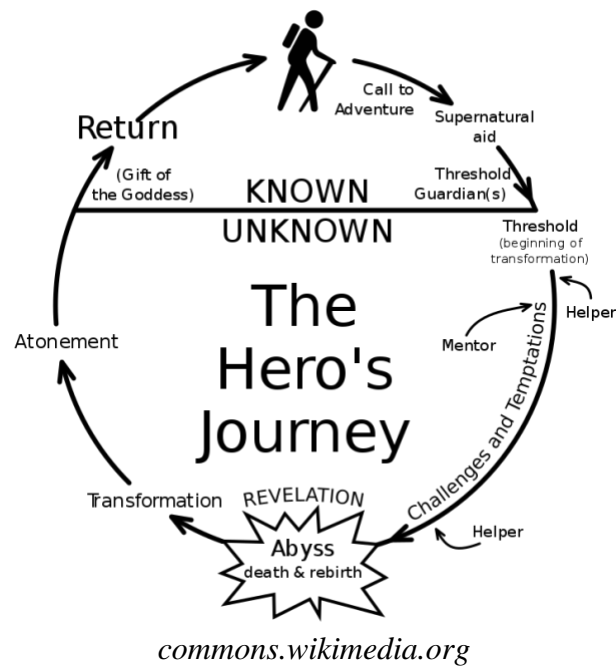 Call to
Adventure
Supernatural
aid
Return
(Gift of
the Goddess)
Threshold
Guardian(s)
KNOWN
UNKNOWN
Threshold
(beginning of
transformation)
Helper
Mentor
Challenges and Temptations
The
Hero's
Journey
Atonement
Transformation
REVELATION
Abyss
death & rebirth
Helper
commons.wikimedia.org